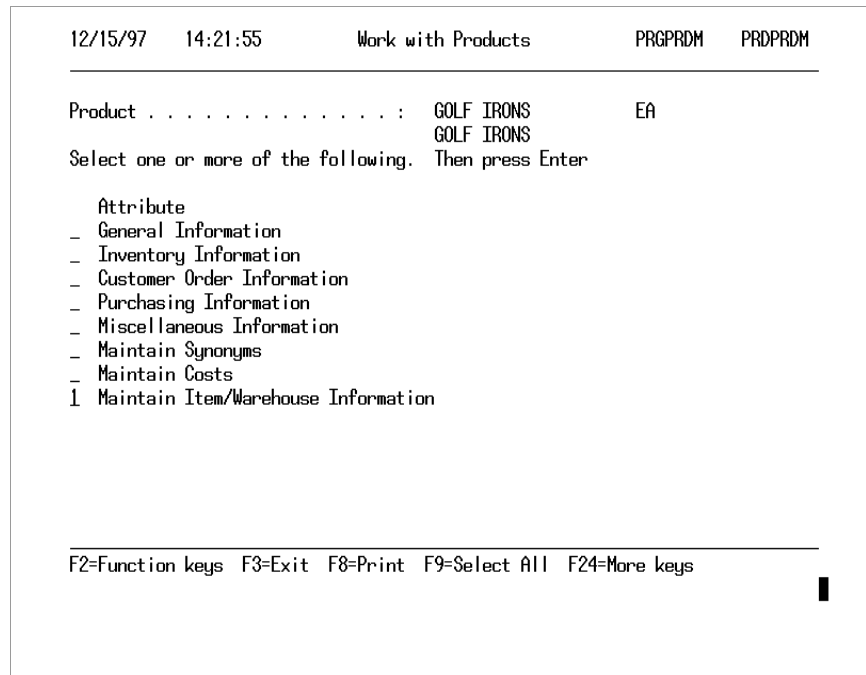 12/15/97 14:21:55 Work with Products PRGPRDM PRDPRDM
Product . . . . . . . . . . . . . . : GOLF IRONS EA
GOLF IRONS
Select one or more of the following. Then press Enter
Attribute
_ General Information
_ Inventory Information
_ Customer Order Information
_ Purchasing Information
_ Miscellaneous Information
_ Maintain Synonyms
_ Maintain Costs
1 Maintain Item/Warehouse Information
F2=Function keys F3=Exit F8=Print F9=Select All F24=More keys